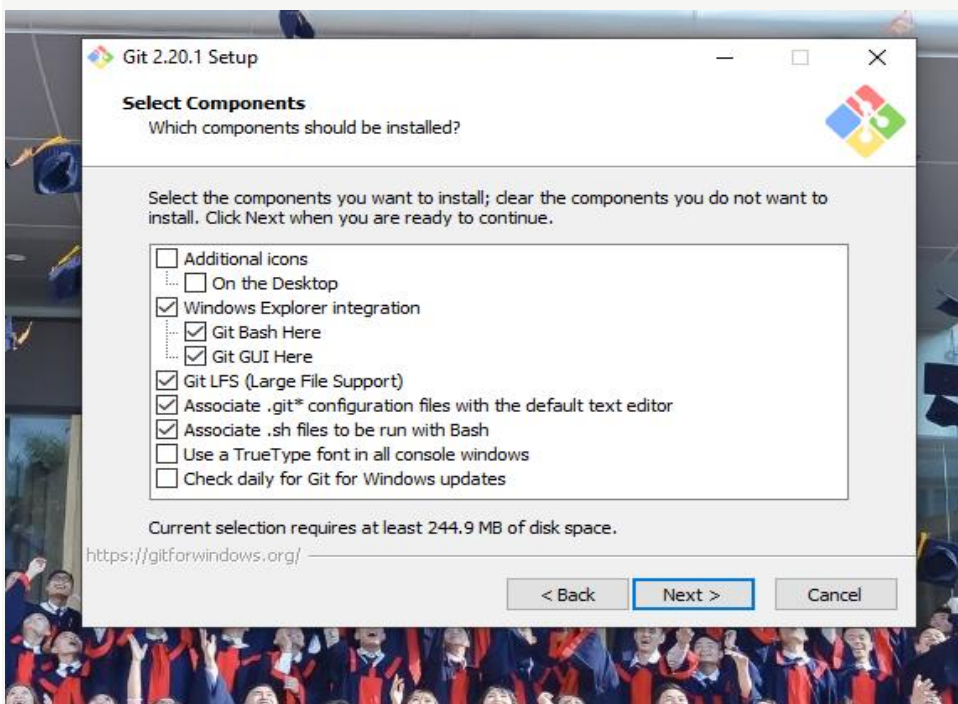 Git 2.20.1 Setup
Select Components
Which components should be installed?
Select the components you want to install; clear the components you do not want to
install. Click Next when you are ready to continue.
Additional icons
On the Desktop
Windows Explorer integration
Git Bash Here
Git GUI Here
Git LFS (Large File Support)
Associate .git* configuration files with the default text editor
Associate .sh files to be run with Bash
Use a TrueType font in all console windows
Check daily for Git for Windows updates
Current selection requires at least 244.9 MB of disk space.
https://gitforwindows.org/
< Back Next > Cancel